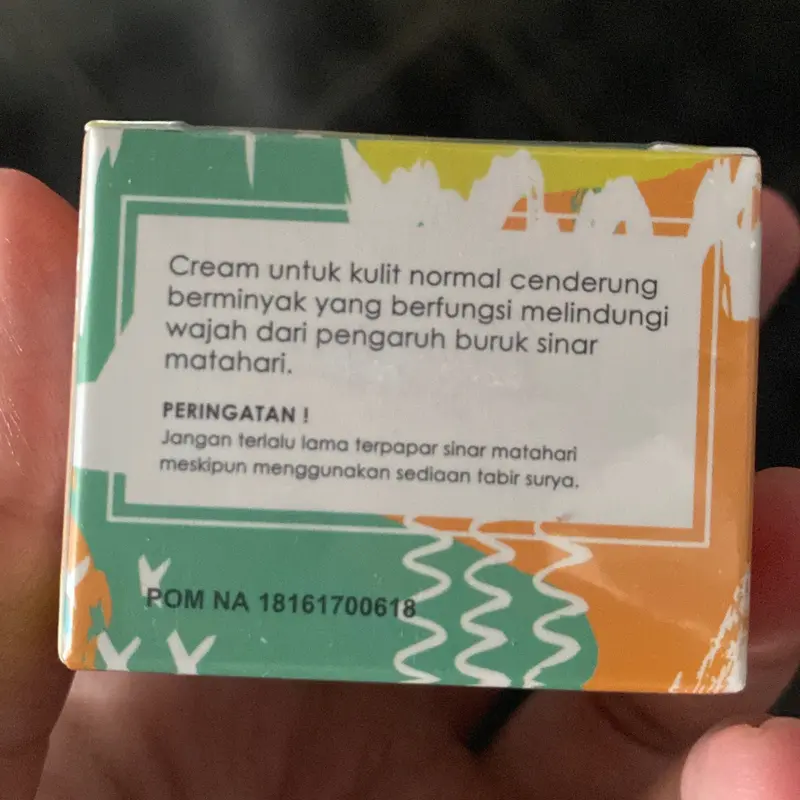 Cream untuk kulit normal cenderung
berminyak yang berfungsi melindungi
wajah dari pengaruh buruk sinar
matahari.
PERINGATAN !
Jangan terlalu lama terpapar sinar matahari
meskipun menggunakan sediaan tabir surya.
POM NA 18161700618